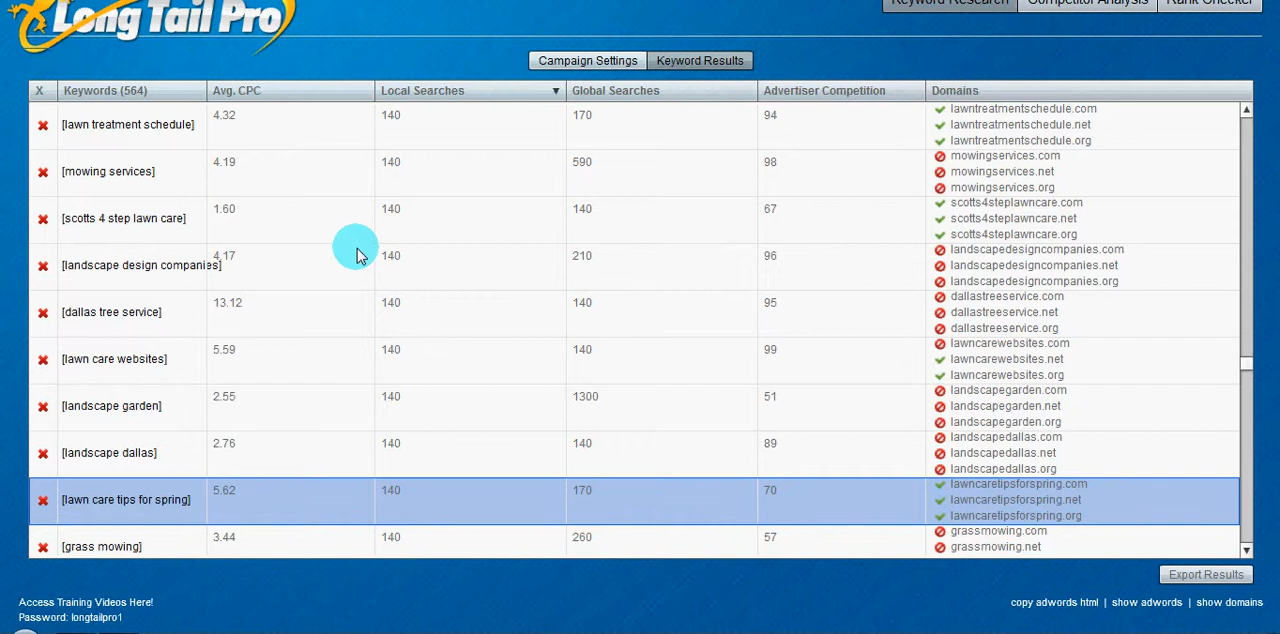 Long Tail Pro
Keyword Research Competitor Analysis Rank Checker
Campaign Settings Keyword Results
X Keywords (564) Avg. CPC Local Searches ▼ Global Searches Advertiser Competition Domains
[lawn treatment schedule] 4.32 140 170 94 lawntreatmentschedule.com
lawntreatmentschedule.net
lawntreatmentschedule.org
[mowing services] 4.19 140 590 98 mowingservices.com
mowingservices.net
mowingservices.org
[scotts 4 step lawn care] 1.60 140 140 67 scotts4steplawncare.com
scotts4steplawncare.net
scotts4steplawncare.org
[landscape design companies] 4.17 140 210 96 landscapedesigncompanies.com
landscapedesigncompanies.net
landscapedesigncompanies.org
[dallas tree service] 13.12 140 140 95 dallastreeservice.com
dallastreeservice.net
dallastreeservice.org
[lawn care websites] 5.59 140 140 99 lawncarewebsites.com
lawncarewebsites.net
lawncarewebsites.org
[landscape garden] 2.55 140 1300 51 landscapegarden.com
landscapegarden.net
landscapegarden.org
[landscape dallas] 2.76 140 140 89 landscapedallas.com
landscapedallas.net
landscapedallas.org
[lawn care tips for spring] 5.62 140 170 70 lawncaretipsforspring.com
lawncaretipsforspring.net
lawncaretipsforspring.org
[grass mowing] 3.44 140 260 57 grassmowing.com
grassmowing.net
Export Results
Access Training Videos Here! copy adwords html | show adwords | show domains
Password: longtailpro1